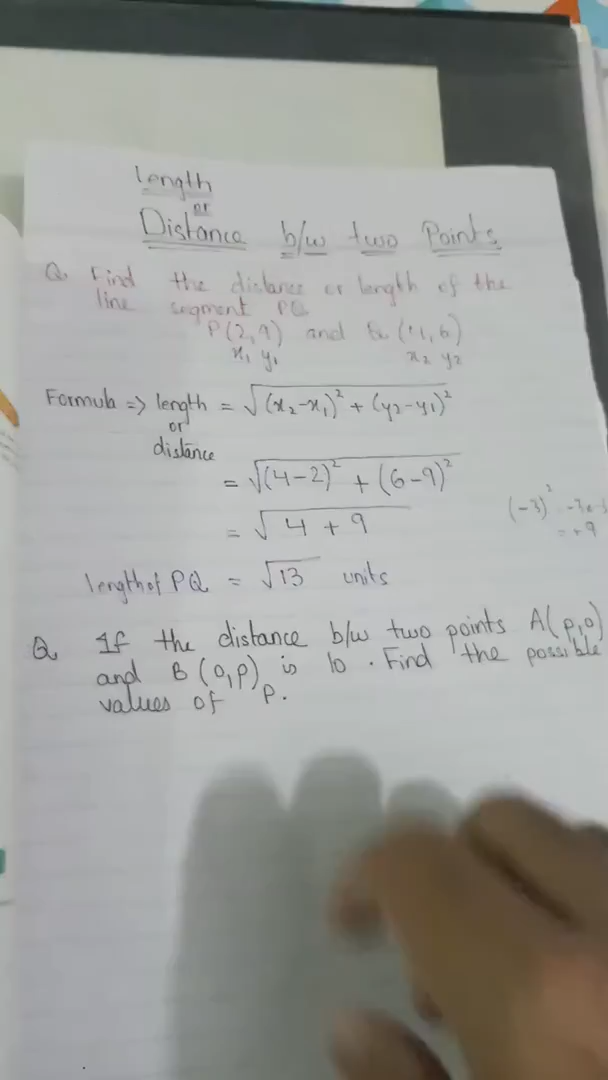 Length
or
Distance b/w two Points
Q. Find the distance or length of the
line segment PQ
P(2,9) and Q (4,6)
x₁ y₁ x₂ y₂
Formula => length = √(x₂-x₁)² + (y₂-y₁)²
or
distance
= √(4-2)² + (6-9)²
(-3)²
= √4 + 9
= +9
length of PQ = √13 units
Q If the distance b/w two points A(p,0)
and B(0,P) is 10. Find the possible
values of P.